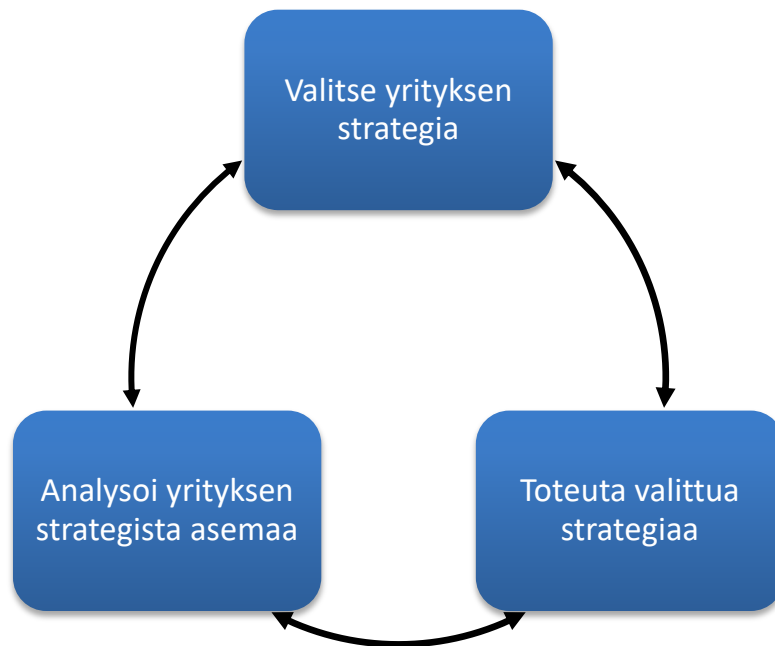 Valitse yrityksen
strategia
Analysoi yrityksen
strategista asemaa
Toteuta valittua
strategiaa